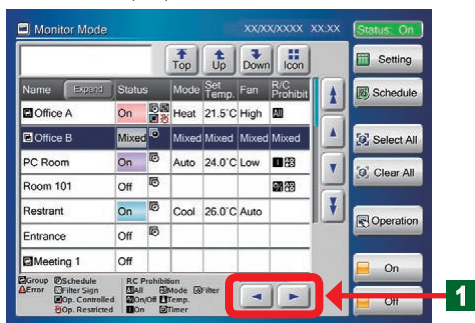 Monitor Mode XX/XX/XXXX XX:XX Status: On
Top Up Down Icon Setting
Name Expand Status Mode Set Temp. Fan R/C Prohibit
Schedule
Office A On Heat 21.5°C High All
Office B Mixed Mixed Mixed Mixed Mixed
Select All
PC Room On Auto 24.0°C Low
Clear All
Room 101 Off
Restrant On Cool 26.0°C Auto
Operation
Entrance Off
Meeting 1 Off
On
Group Schedule RC Prohibition
Error Filter Sign All Mode Filter
Op. Controlled On/Off Temp.
Op. Restricted On Timer
Off
1